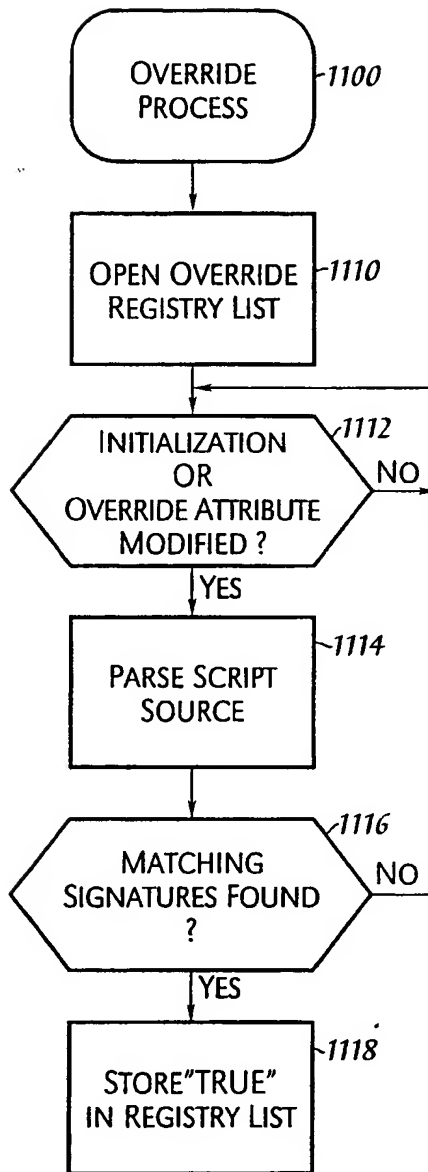 OVERRIDE
PROCESS
1100
OPEN OVERRIDE
REGISTRY LIST
1110
INITIALIZATION
OR
OVERRIDE ATTRIBUTE
MODIFIED ?
1112
NO
YES
PARSE SCRIPT
SOURCE
1114
MATCHING
SIGNATURES FOUND
?
1116
NO
YES
STORE"TRUE"
IN REGISTRY LIST
1118